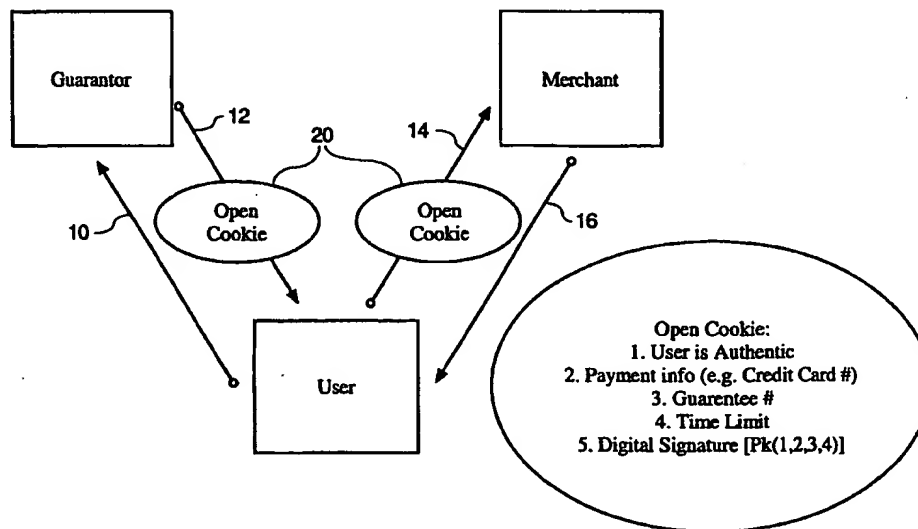 Guarantor
Merchant
12
20
14
Open
Cookie
Open
Cookie
10
16
User
Open Cookie:
1. User is Authentic
2. Payment info (e.g. Credit Card #)
3. Guarentee #
4. Time Limit
5. Digital Signature [Pk(1,2,3,4)]